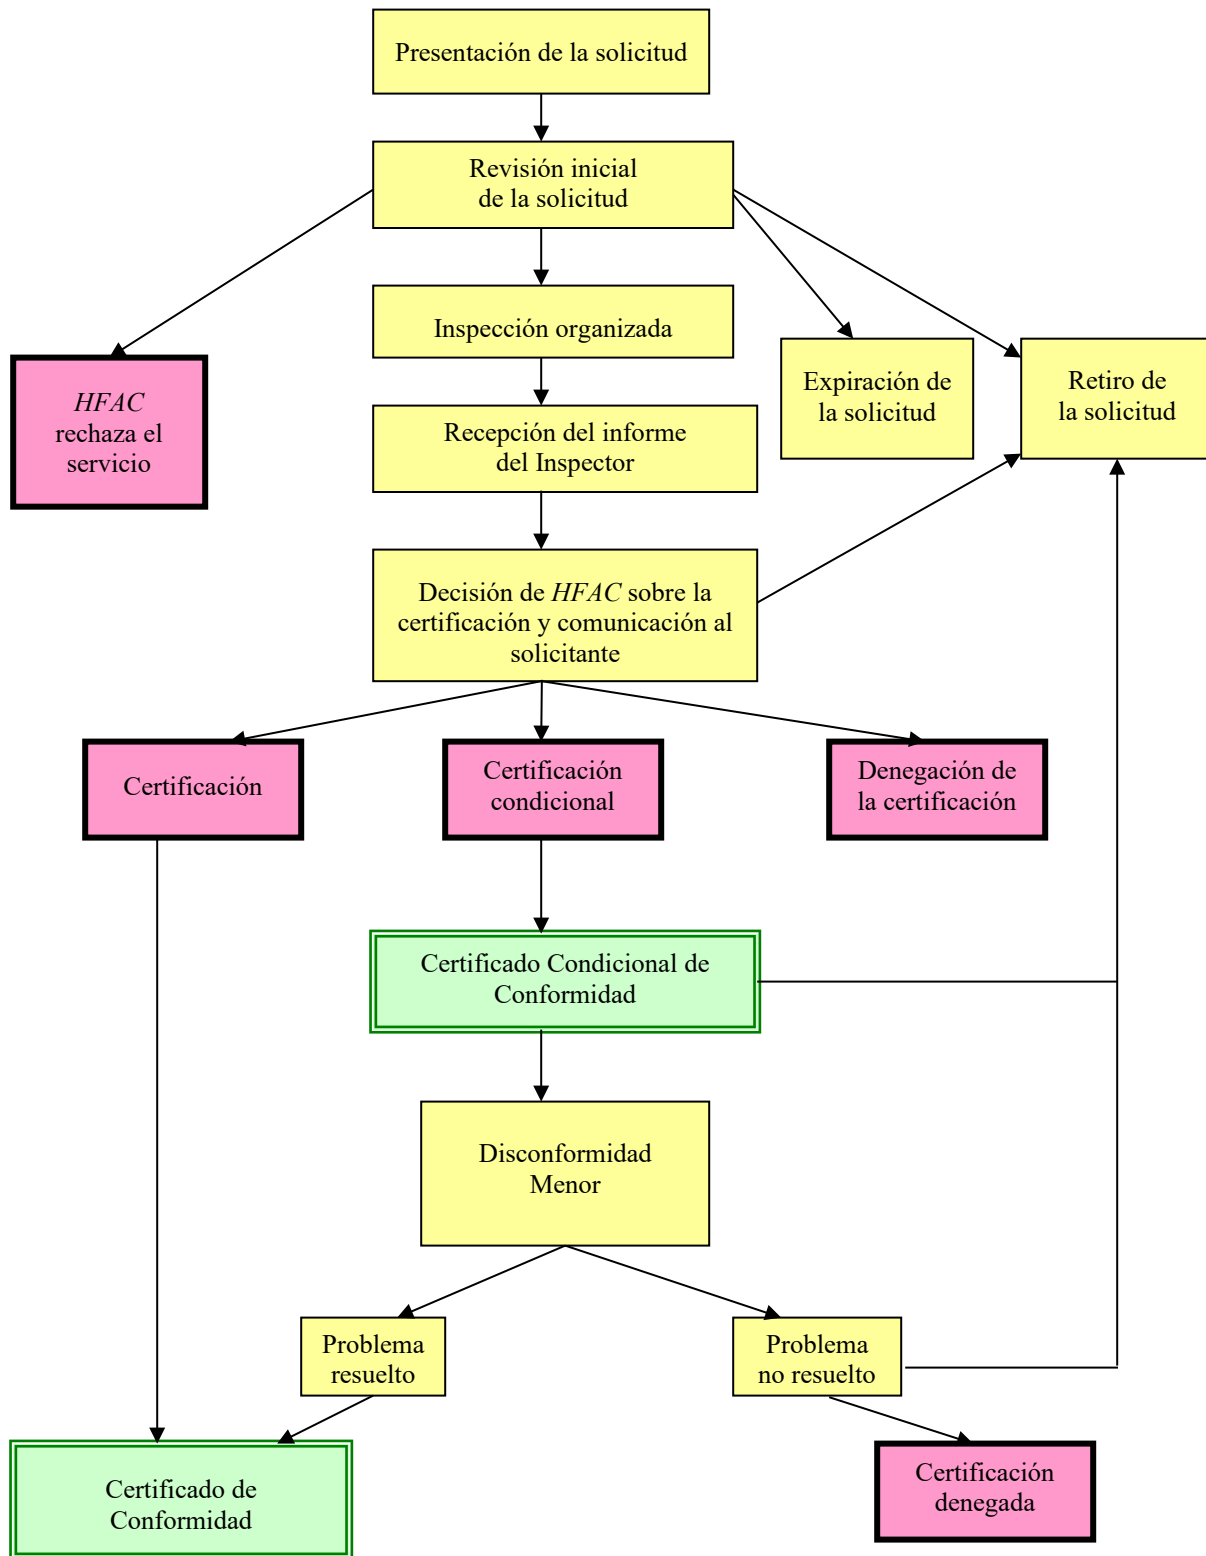 Presentación de la solicitud
Revisión inicial
de la solicitud
Inspección organizada
HFAC
rechaza el
servicio
Expiración de
la solicitud
Retiro de
la solicitud
Recepción del informe
del Inspector
Decisión de HFAC sobre la
certificación y comunicación al
solicitante
Certificación
Certificación
condicional
Denegación de
la certificación
Certificado Condicional de
Conformidad
Disconformidad
Menor
Problema
resuelto
Problema
no resuelto
Certificado de
Conformidad
Certificación
denegada